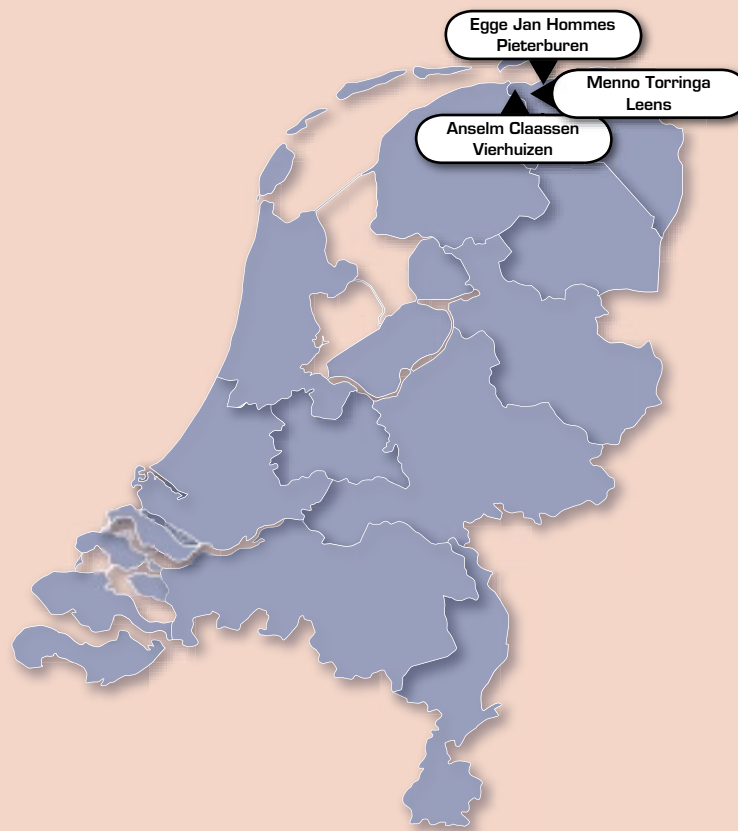 Egge Jan Hommes
Pieterburen
Menno Torringa
Leens
Anselm Claassen
Vierhuizen